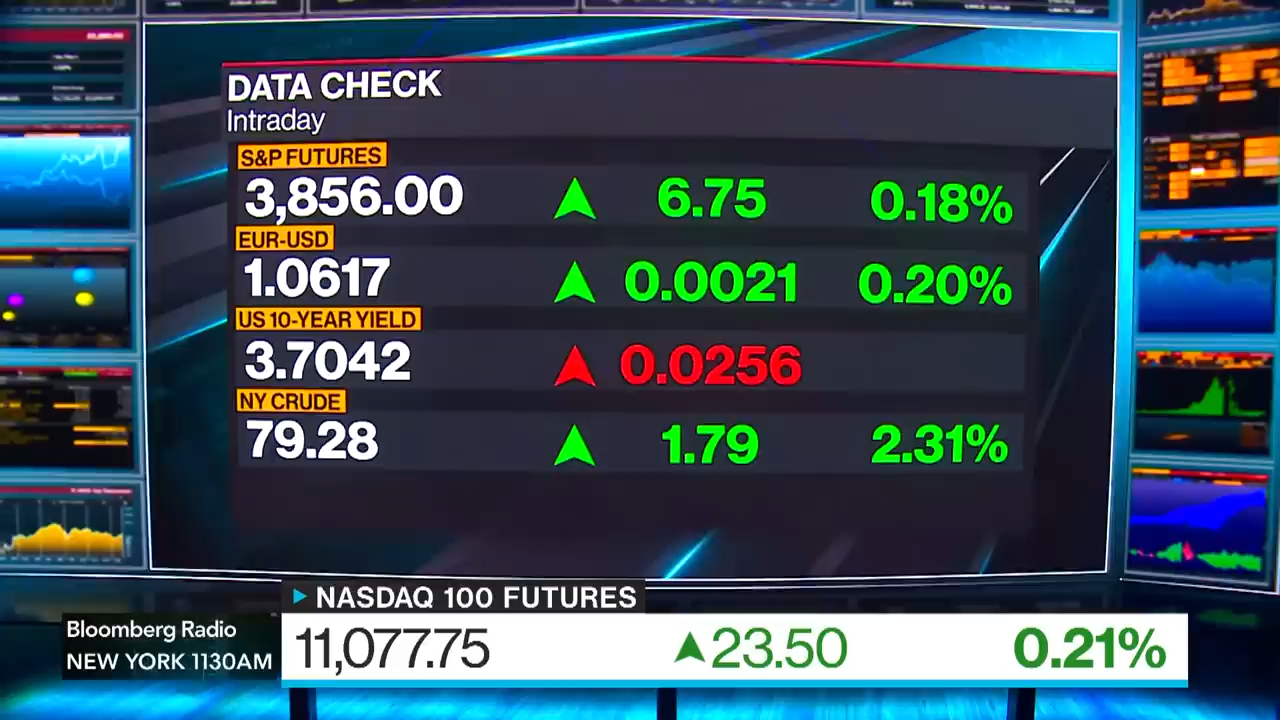 DATA CHECK
Intraday
S&P FUTURES
3,856.00 ▲ 6.75 0.18%
EUR-USD
1.0617 ▲ 0.0021 0.20%
US 10-YEAR YIELD
3.7042 ▲ 0.0256
NY CRUDE
79.28 ▲ 1.79 2.31%
NASDAQ 100 FUTURES
Bloomberg Radio
NEW YORK 1130AM
11,077.75 ▲23.50 0.21%